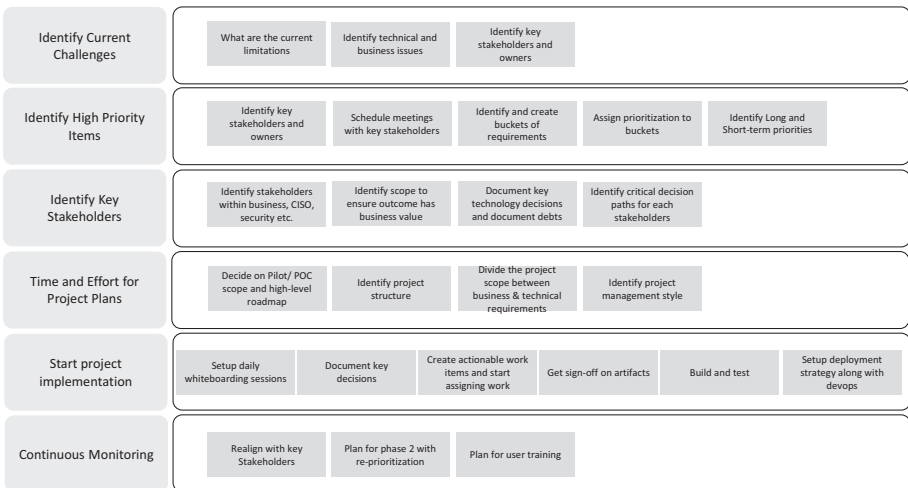 Identify Current
Challenges
What are the current
limitations
Identify technical and
business issues
Identify key
stakeholders and
owners
Identify High Priority
Items
Identify key
stakeholders and
owners
Schedule meetings
with key stakeholders
Identify and create
buckets of
requirements
Assign prioritization to
buckets
Identify Long and
Short-term priorities
Identify Key
Stakeholders
Identify stakeholders
within business, CISO,
security etc.
Identify scope to
ensure outcome has
business value
Document key
technology decisions
and document debts
Identify critical decision
paths for each
stakeholders
Time and Effort for
Project Plans
Decide on Pilot/ POC
scope and high-level
roadmap
Identify project
structure
Divide the project
scope between
business & technical
requirements
Identify project
management style
Start project
implementation
Setup daily
whiteboarding sessions
Document key
decisions
Create actionable work
items and start
assigning work
Get sign-off on artifacts
Build and test
Setup deployment
strategy along with
devops
Continuous Monitoring
Realign with key
Stakeholders
Plan for phase 2 with
re-prioritization
Plan for user training